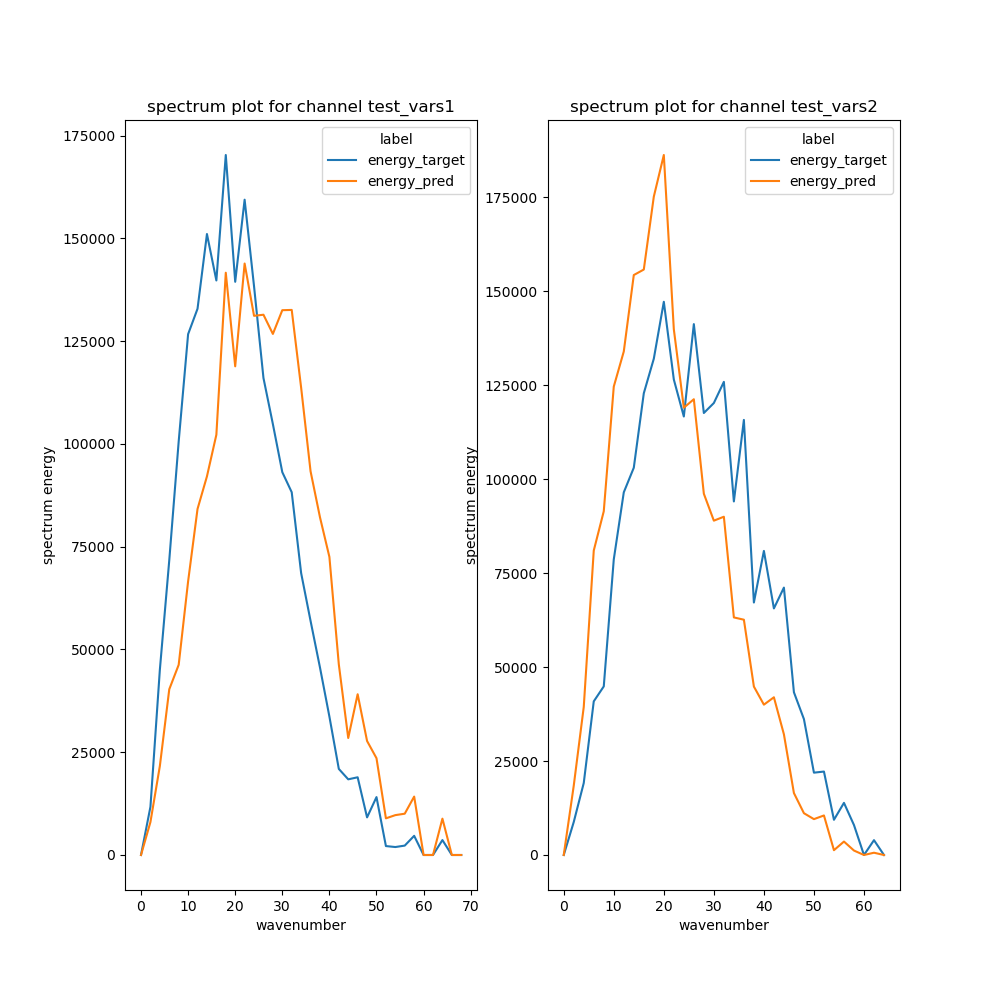 spectrum plot for channel test_vars1
175000
150000
125000
100000
75000
50000
25000
0
spectrum energy
label
energy_target
energy_pred
0 10 20 30 40 50 60 70
wavenumber
spectrum plot for channel test_vars2
175000
150000
125000
100000
75000
50000
25000
0
spectrum energy
label
energy_target
energy_pred
0 10 20 30 40 50 60
wavenumber